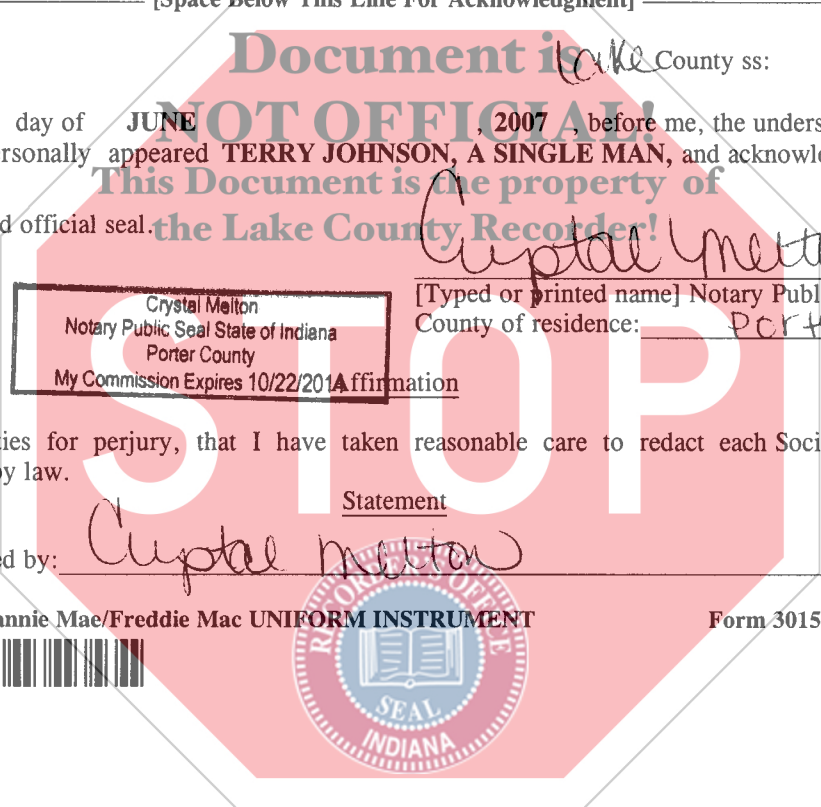 [Space Below This Line For Acknowledgment]
Document is
Lake County ss:
day of JUNE , 2007 , before me, the unders
NOT OFFICIAL!
ersonally appeared TERRY JOHNSON, A SINGLE MAN, and acknowle
This Document is the property of
d official seal.
the Lake County Recorder!
Crystal Melto
[Typed or printed name] Notary Publ
County of residence: Port
Crystal Melton
Notary Public Seal State of Indiana
Porter County
My Commission Expires 10/22/201
Affirmation
STOP
ties for perjury, that I have taken reasonable care to redact each Soci
by law.
Statement
ed by: Crystal Melton
annie Mae/Freddie Mac UNIFORM INSTRUMENT Form 3015
RECORDER'S OFFICE
SEAL
INDIANA